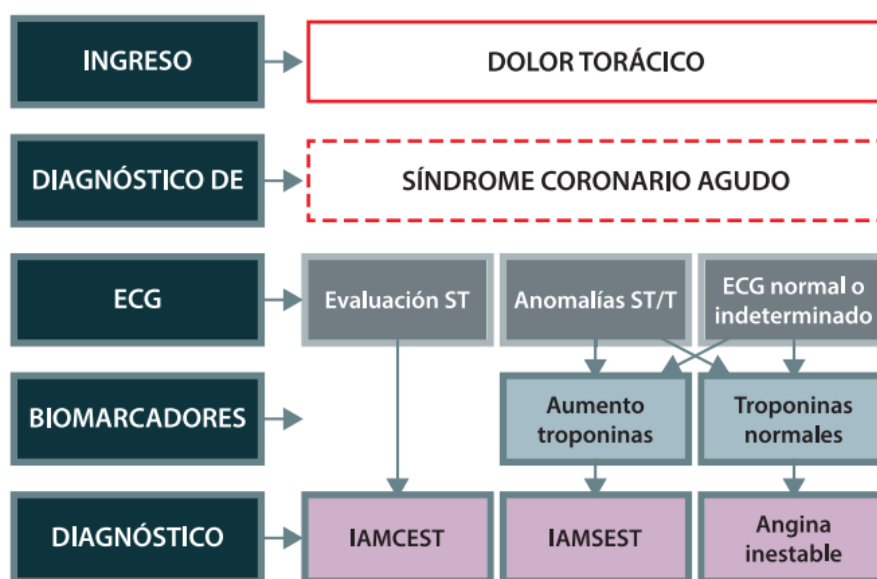 INGRESO
DOLOR TORÁCICO
DIAGNÓSTICO DE
SÍNDROME CORONARIO AGUDO
ECG
Evaluación ST
Anomalías ST/T
ECG normal o
indeterminado
BIOMARCADORES
Aumento
troponinas
Troponinas
normales
DIAGNÓSTICO
IAMCEST
IAMSEST
Angina
inestable